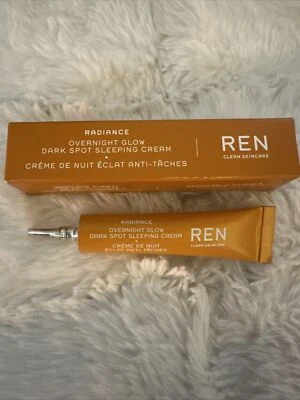 RADIANCE
OVERNIGHT GLOW
DARK SPOT SLEEPING CREAM
CRÈME DE NUIT ÉCLAT ANTI-TÂCHES
REN
CLEAN SKINCARE
RADIANCE
OVERNIGHT GLOW
DARK SPOT SLEEPING CREAM
CRÈME DE NUIT
ÉCLAT ANTI-TÂCHES
REN
CLEAN SKINCARE